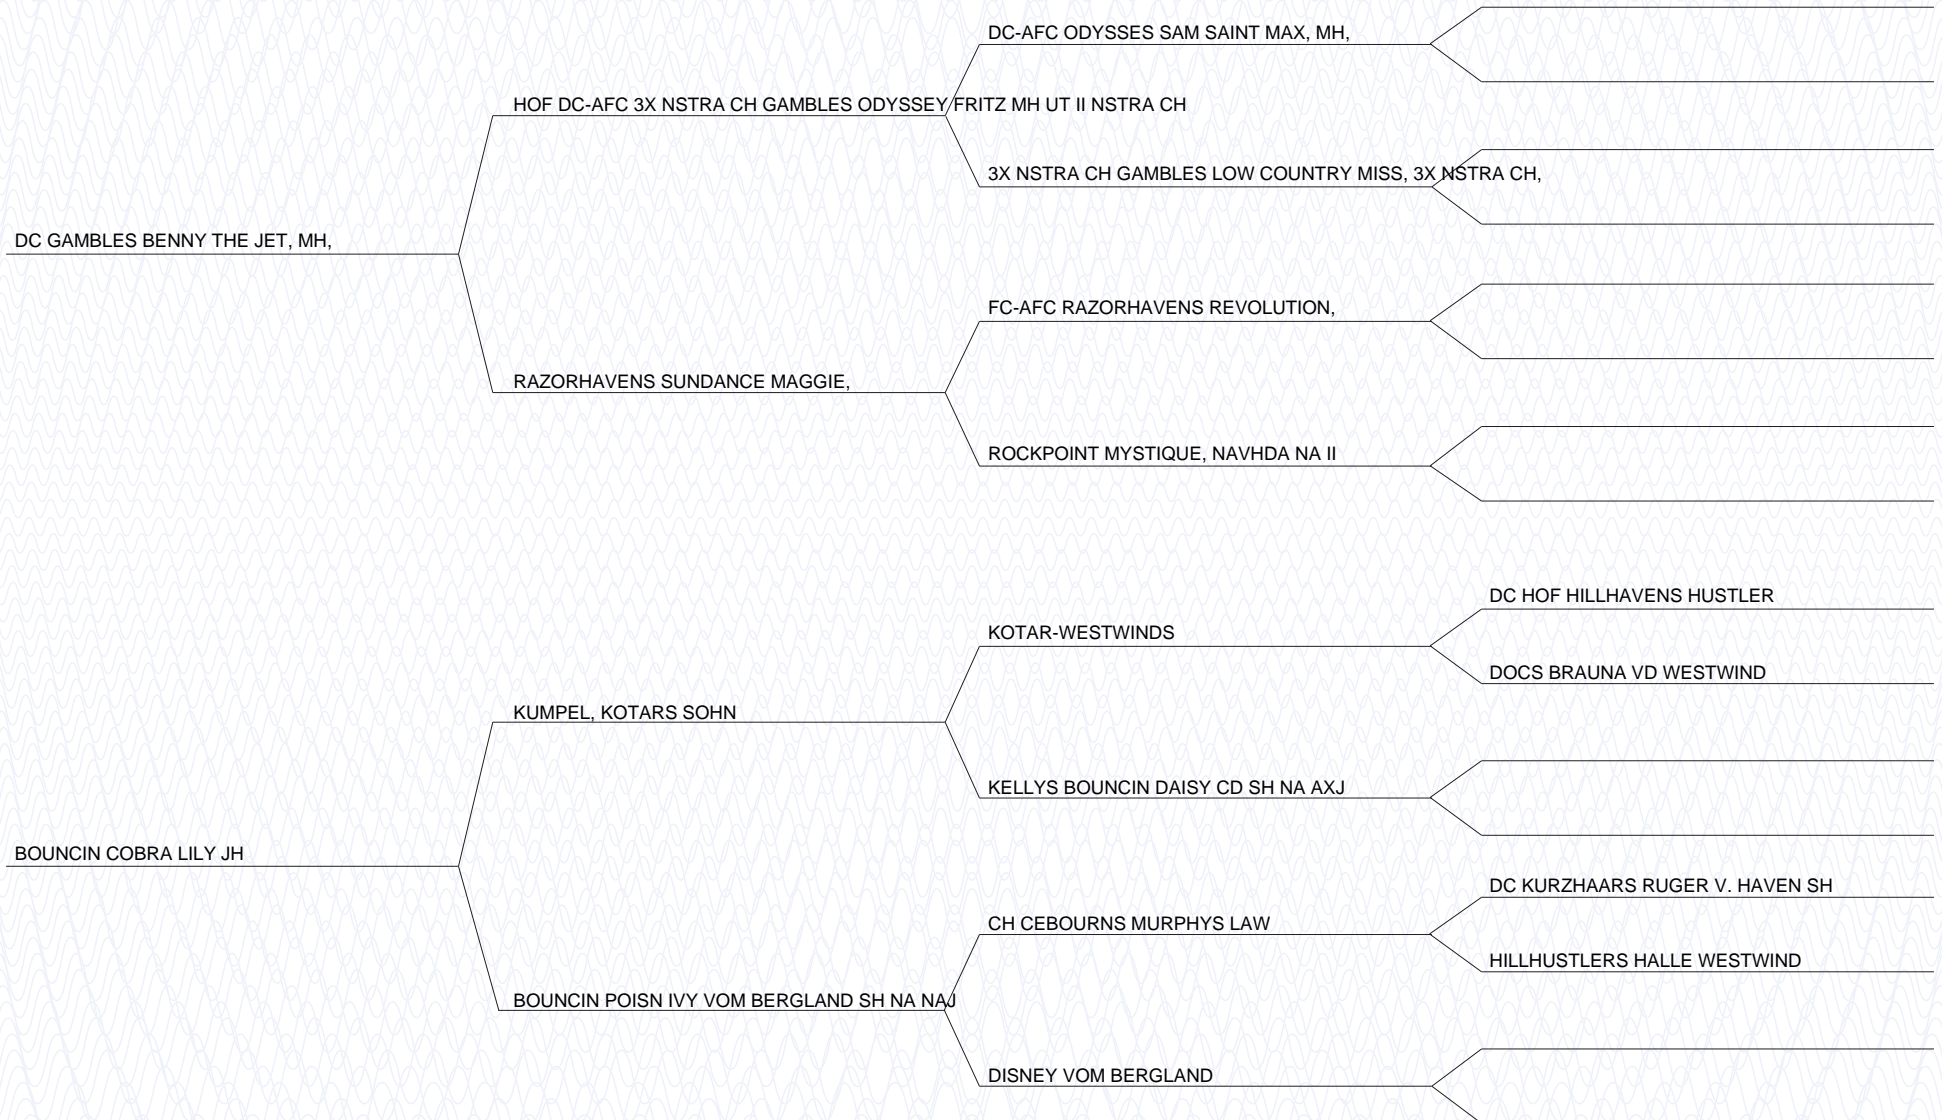 DC-AFC ODYSSES SAM SAINT MAX, MH,
HOF DC-AFC 3X NSTRA CH GAMBLES ODYSSEY FRITZ MH UT II NSTRA CH
3X NSTRA CH GAMBLES LOW COUNTRY MISS, 3X NSTRA CH,
DC GAMBLES BENNY THE JET, MH,
FC-AFC RAZORHAVENS REVOLUTION,
RAZORHAVENS SUNDANCE MAGGIE,
ROCKPOINT MYSTIQUE, NAVHDA NA II
DC HOF HILLHAVENS HUSTLER
KOTAR-WESTWINDS
DOCS BRAUNA VD WESTWIND
KUMPEL, KOTARS SOHN
KELLYS BOUNCIN DAISY CD SH NA AXJ
BOUNCIN COBRA LILY JH
DC KURZHAARS RUGER V. HAVEN SH
CH CEBOURNS MURPHYS LAW
HILLHUSTLERS HALLE WESTWIND
BOUNCIN POISN IVY VOM BERGLAND SH NA NAJ
DISNEY VOM BERGLAND